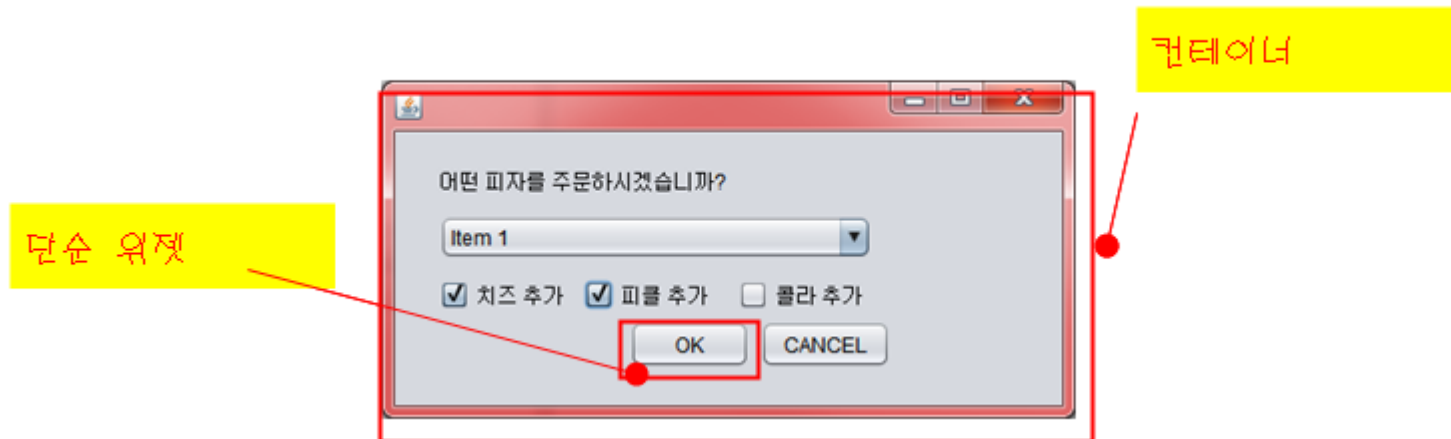 컨테이너
어떤 피자를 주문하시겠습니까?
Item 1
단순 위젯
치즈 추가 피클 추가 콜라 추가
OK CANCEL